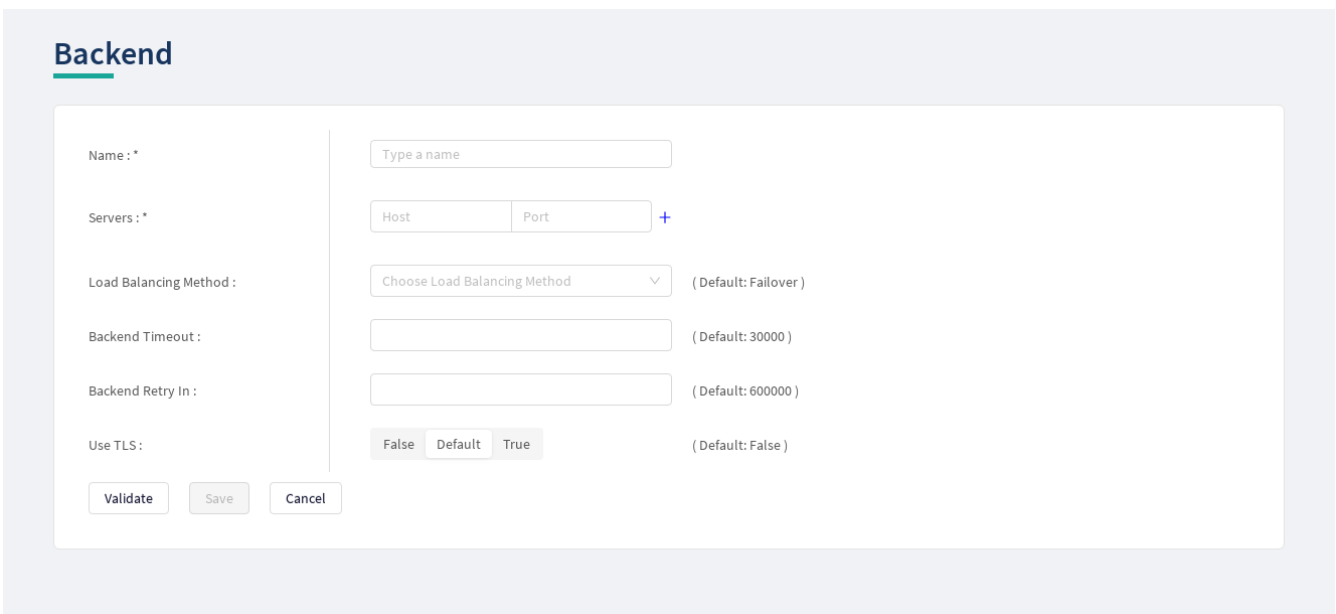 Backend
Name : * Type a name
Servers : * Host Port +
Load Balancing Method : Choose Load Balancing Method ( Default: Failover )
Backend Timeout : ( Default: 30000 )
Backend Retry In : ( Default: 600000 )
Use TLS : False Default True ( Default: False )
Validate Save Cancel